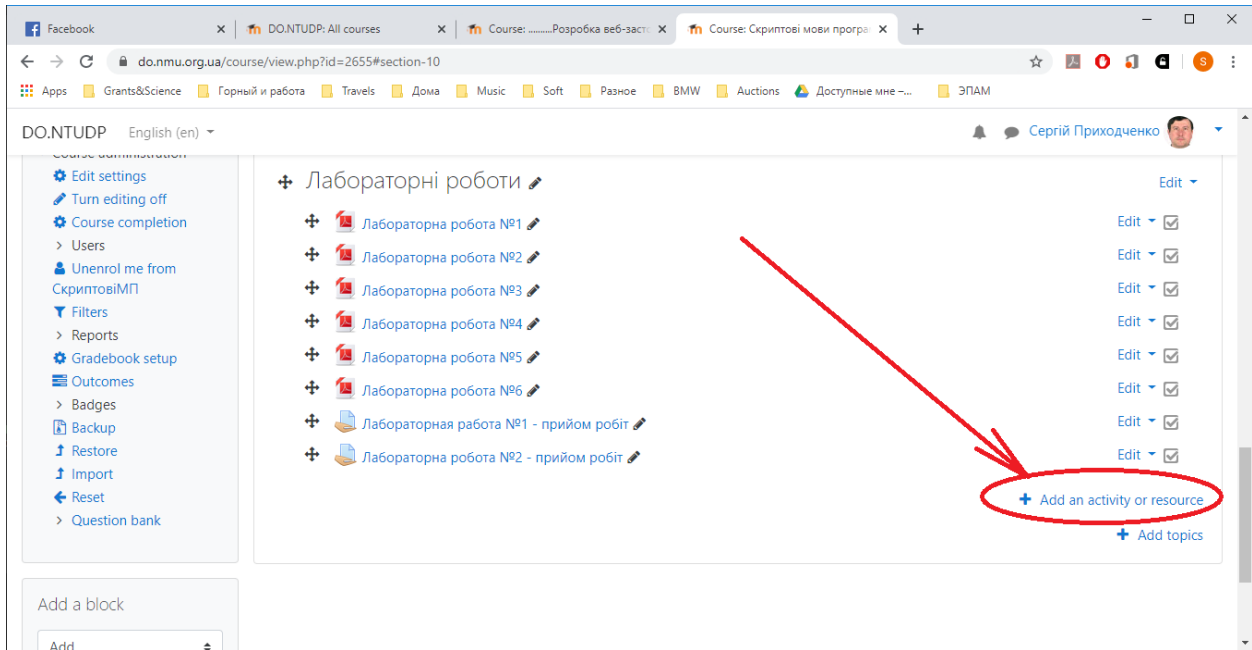 Facebook
DO.NTUDP: All courses
Course: .........Розробка веб-засто
Course: Скриптові мови програ
do.nmu.org.ua/course/view.php?id=2655#section-10
Apps Grants&Science Горный и работа Travels Дома Music Soft Разное BMW Auctions Доступные мне –... ЭПАМ
DO.NTUDP English (en) Сергій Приходченко
Course administration
Edit settings
Turn editing off
Course completion
Users
Unenrol me from
СкриптовіМП
Filters
Reports
Gradebook setup
Outcomes
Badges
Backup
Restore
Import
Reset
Question bank
Add a block
Add
Лабораторні роботи Edit
Лабораторна робота №1 Edit
Лабораторна робота №2 Edit
Лабораторна робота №3 Edit
Лабораторна робота №4 Edit
Лабораторна робота №5 Edit
Лабораторна робота №6 Edit
Лабораторная работа №1 - прийом робіт Edit
Лабораторна робота №2 - прийом робіт Edit
Add an activity or resource
Add topics